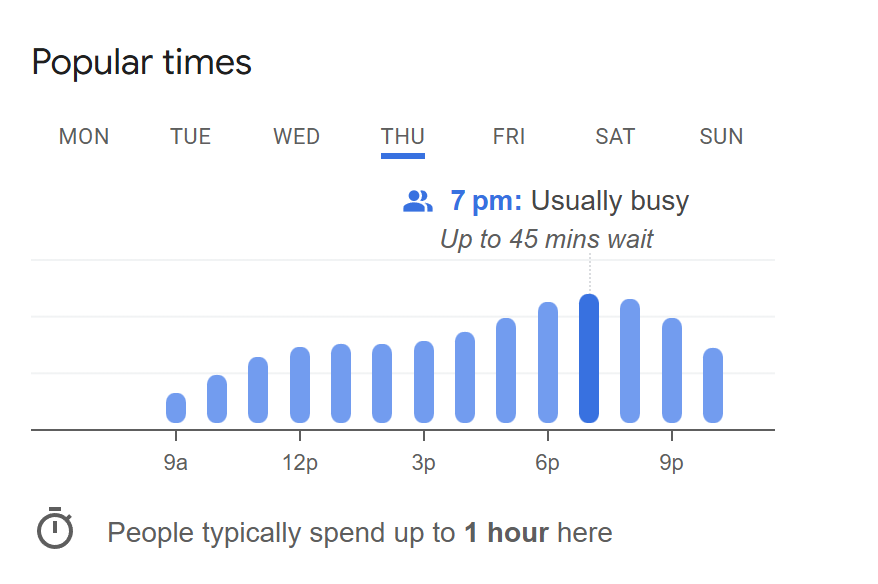 Popular times
MON TUE WED THU FRI SAT SUN
7 pm: Usually busy
Up to 45 mins wait
9a 12p 3p 6p 9p
People typically spend up to 1 hour here